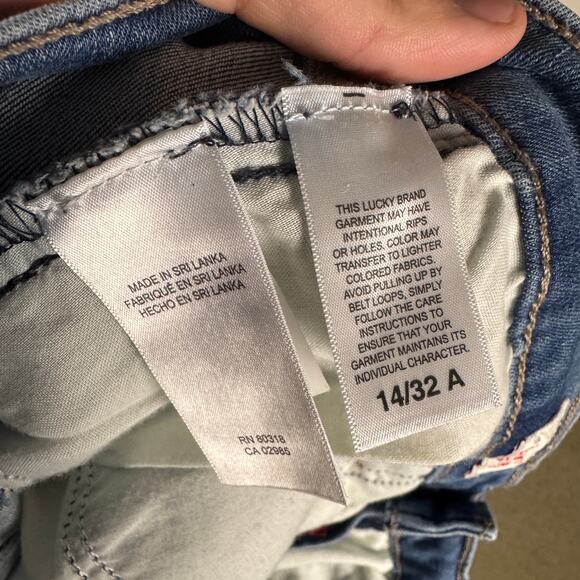 MADE IN SRI LANKA
FABRIQUÉ EN SRI LANKA
HECHO EN SRI LANKA
RN 80318
CA 02985
THIS LUCKY BRAND
GARMENT MAY HAVE
INTENTIONAL RIPS
OR HOLES. COLOR MAY
TRANSFER TO LIGHTER
COLORED FABRICS.
AVOID PULLING UP BY
BELT LOOPS, SIMPLY
FOLLOW THE CARE
INSTRUCTIONS TO
ENSURE THAT YOUR
GARMENT MAINTAINS ITS
INDIVIDUAL CHARACTER.
14/32 A